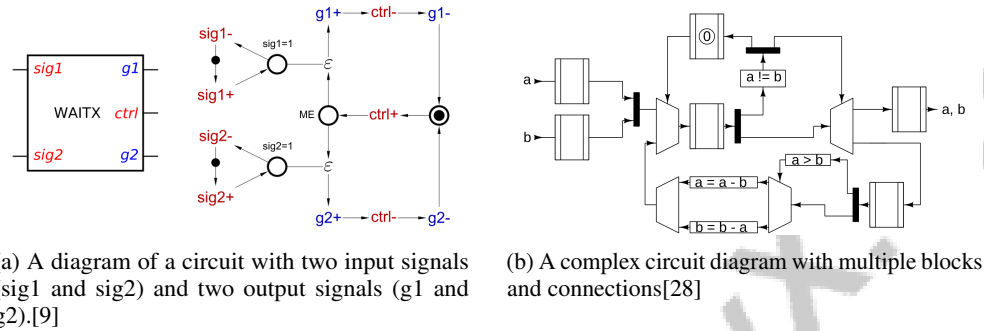 sig1
g1
WAITX
ctrl
sig2
g2
sig1-
sig1+
sig1=1
ε
g1+
ctrl-
g1-
ME
ctrl+
sig2-
sig2+
sig2=1
ε
g2+
ctrl-
g2-
a
b
0
a != b
a, b
a > b
a = a - b
b = b - a
a) A diagram of a circuit with two input signals
sig1 and sig2) and two output signals (g1 and
g2).[9]
(b) A complex circuit diagram with multiple blocks
and connections[28]